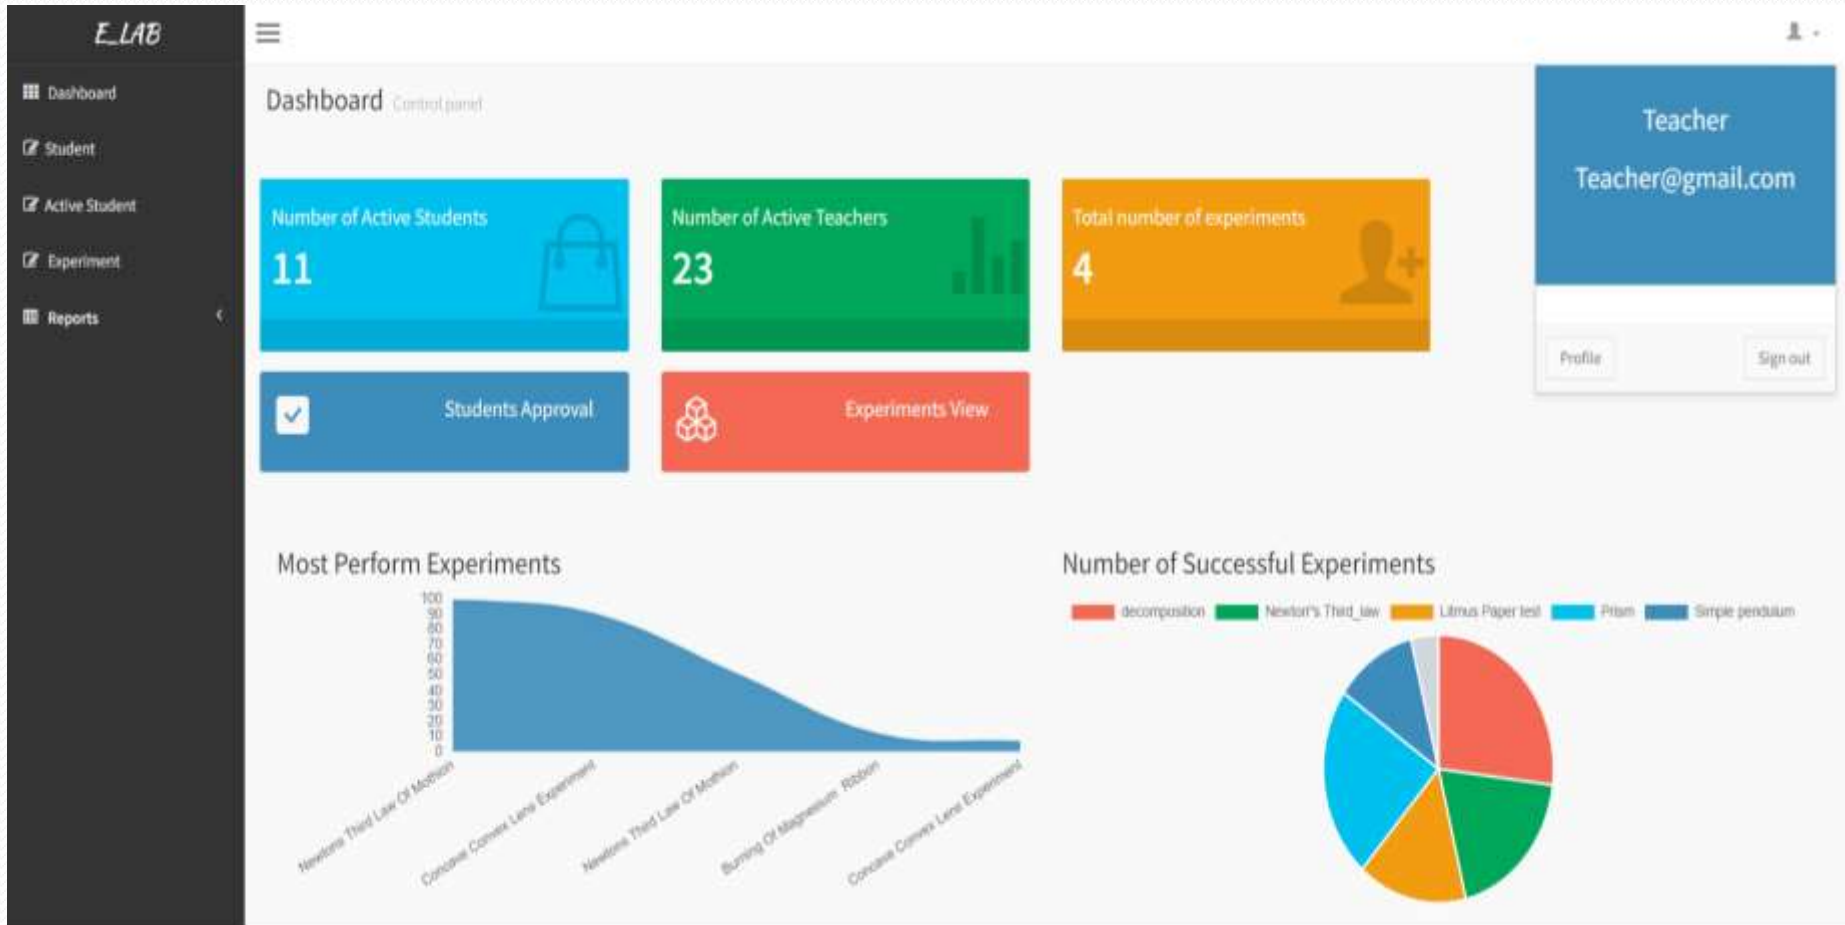 E_LAB
Dashboard
Student
Active Student
Experiment
Reports
Dashboard Control panel
Teacher
Teacher@gmail.com
Profile
Sign out
Number of Active Students
11
Number of Active Teachers
23
Total number of experiments
4
Students Approval
Experiments View
Most Perform Experiments
100
90
80
70
60
50
40
30
20
10
0
Newtons Third Law Of Mothion
Concave Convex Lens Experiment
Newtons Third Law Of Mothion
Burning Of Magnesium Ribbon
Concave Convex Lens Experiment
Number of Successful Experiments
decomposition
Newton's Third_law
Litmus Paper test
Prism
Simple pendulum